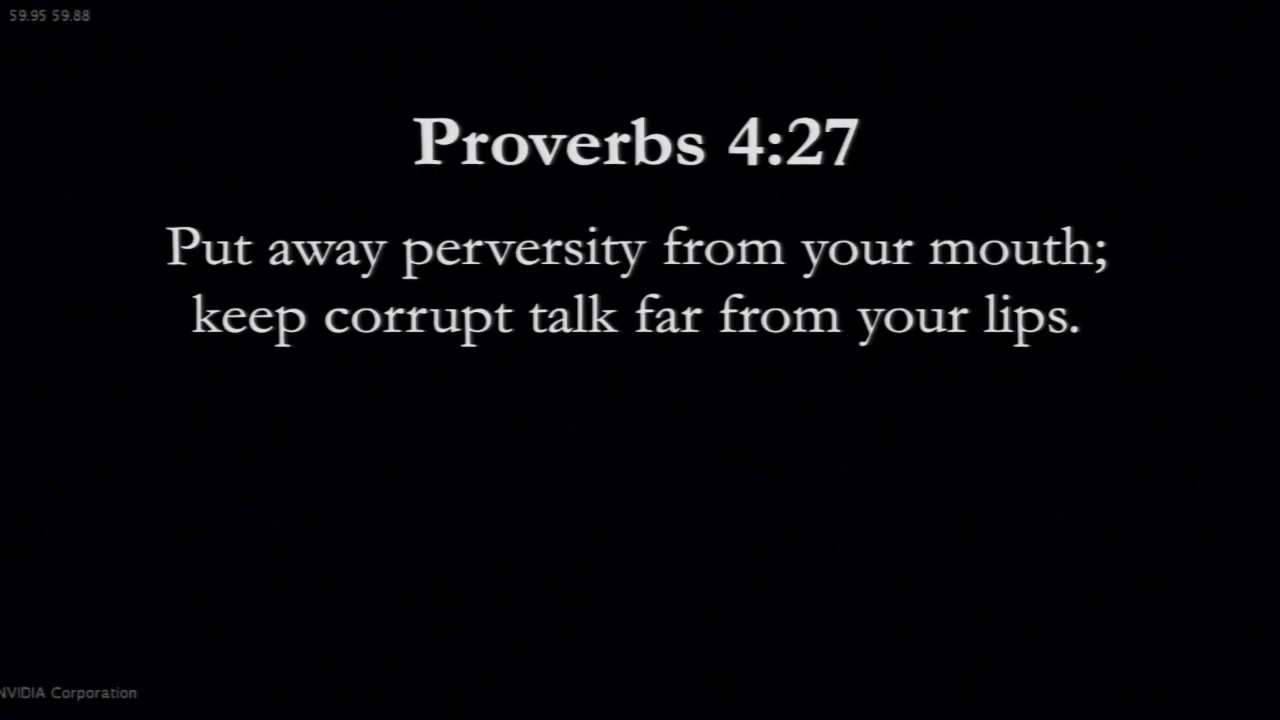 59.95 59.88
Proverbs 4:27
Put away perversity from your mouth;
keep corrupt talk far from your lips.
NVIDIA Corporation